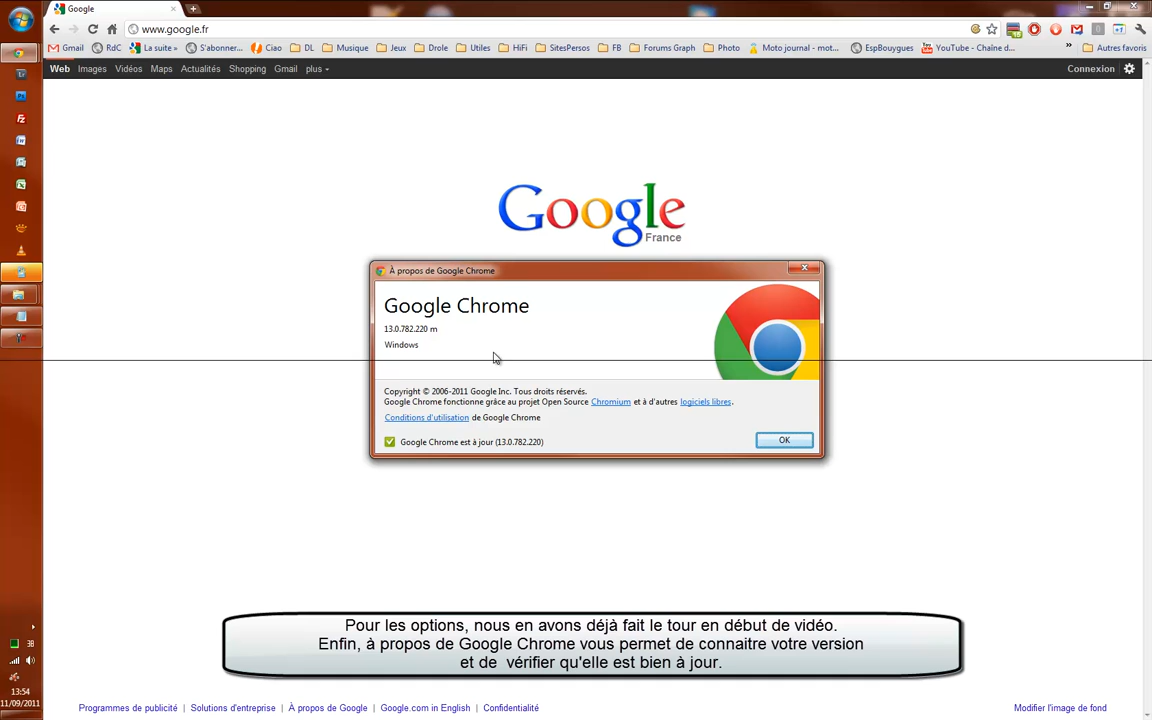 Google
www.google.fr
Gmail RdC La suite » S'abonner... Ciao DL Musique Jeux Drole Utiles HiFi SitesPersos FB Forums Graph Photo Moto journal - mot... EspBouygues YouTube - Chaîne d... » Autres favoris
Web Images Vidéos Maps Actualités Shopping Gmail plus Connexion
Google
France
À propos de Google Chrome
Google Chrome
13.0.782.220 m
Windows
Copyright © 2006-2011 Google Inc. Tous droits réservés.
Google Chrome fonctionne grâce au projet Open Source Chromium et à d'autres logiciels libres.
Conditions d'utilisation de Google Chrome
Google Chrome est à jour (13.0.782.220)
OK
Pour les options, nous en avons déjà fait le tour en début de vidéo.
Enfin, à propos de Google Chrome vous permet de connaitre votre version
et de vérifier qu'elle est bien à jour.
38
13:54
11/09/2011
Programmes de publicité | Solutions d'entreprise | À propos de Google | Google.com in English | Confidentialité Modifier l'image de fond